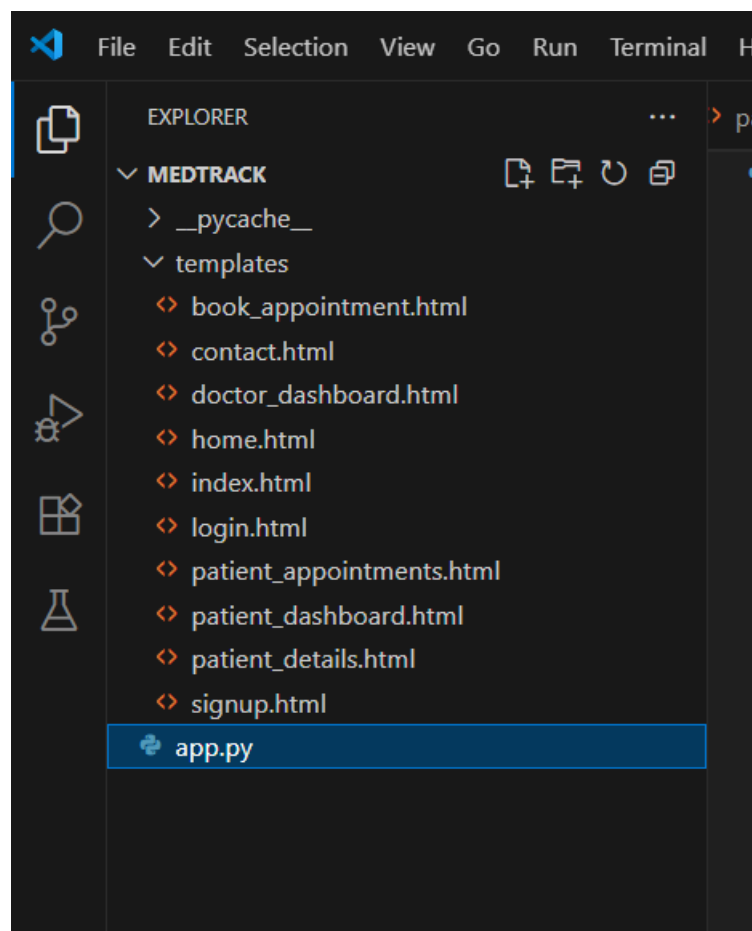 File Edit Selection View Go Run Terminal H
EXPLORER
MEDTRACK
__pycache__
templates
book_appointment.html
contact.html
doctor_dashboard.html
home.html
index.html
login.html
patient_appointments.html
patient_dashboard.html
patient_details.html
signup.html
app.py